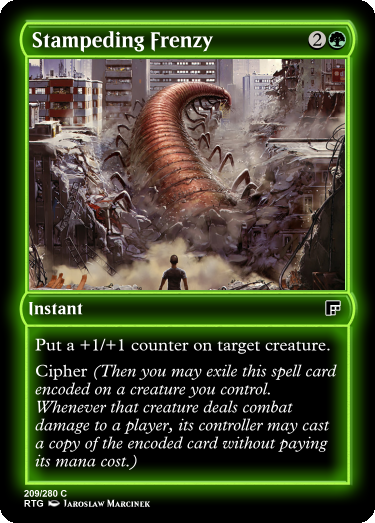 Stampeding Frenzy 2
Instant
Put a +1/+1 counter on target creature.
Cipher (Then you may exile this spell card
encoded on a creature you control.
Whenever that creature deals combat
damage to a player, its controller may cast
a copy of the encoded card without paying
its mana cost.)
209/280 C
RTG Jaroslaw Marcinek